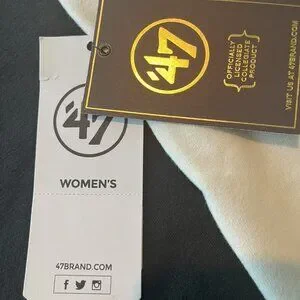 '47
OFFICIALLY
LICENSED
COLLEGIATE
PRODUCT
VISIT US AT 47BRAND.COM
'47
WOMEN'S
47BRAND.COM